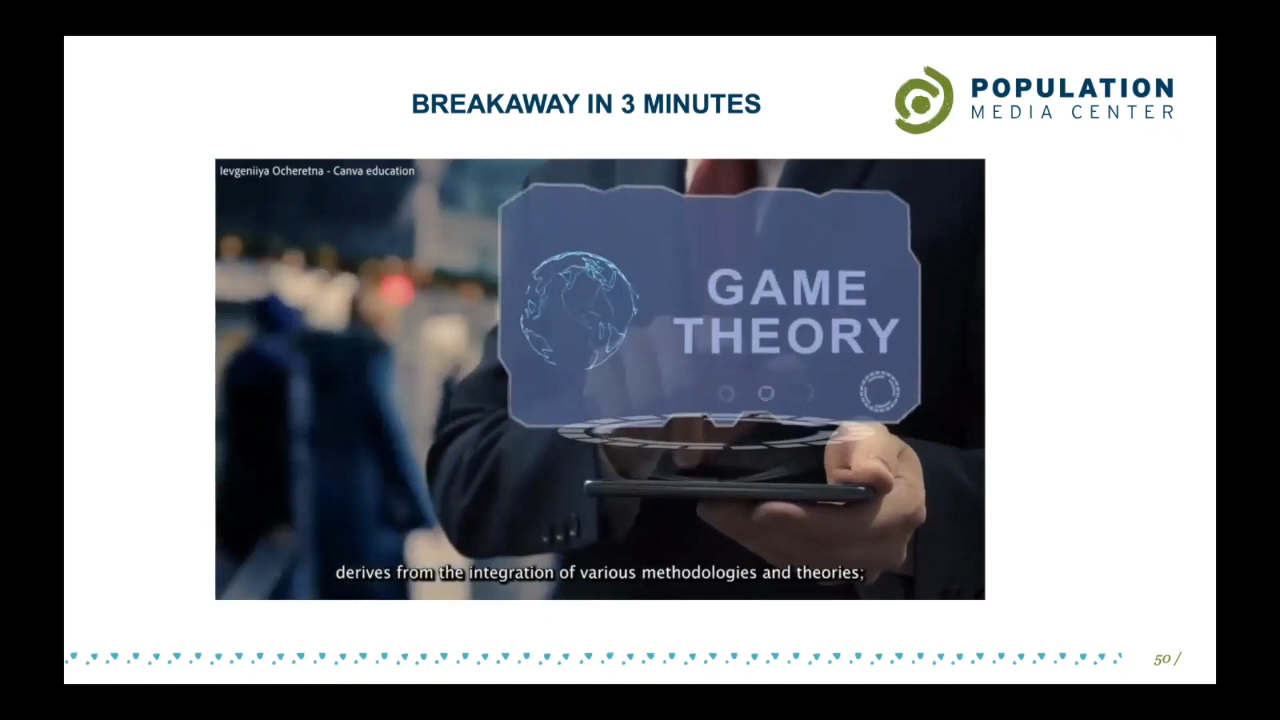 BREAKAWAY IN 3 MINUTES
POPULATION
MEDIA CENTER
Ievgeniiya Ocheretna - Canva education
GAME
THEORY
derives from the integration of various methodologies and theories;
50 /